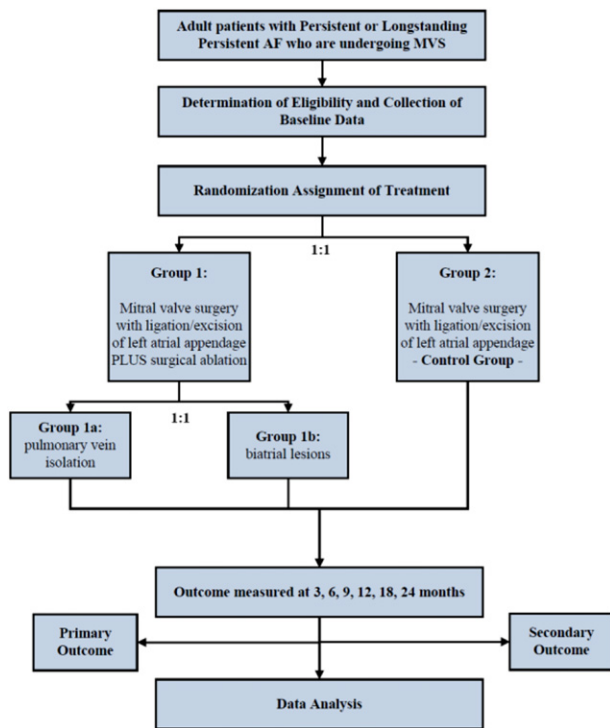 Adult patients with Persistent or Longstanding
Persistent AF who are undergoing MVS
Determination of Eligibility and Collection of
Baseline Data
Randomization Assignment of Treatment
1:1
Group 1:
Mitral valve surgery
with ligation/excision
of left atrial appendage
PLUS surgical ablation
Group 2:
Mitral valve surgery
with ligation/excision
of left atrial appendage
- Control Group -
1:1
Group 1a:
pulmonary vein
isolation
Group 1b:
biatrial lesions
Outcome measured at 3, 6, 9, 12, 18, 24 months
Primary
Outcome
Secondary
Outcome
Data Analysis